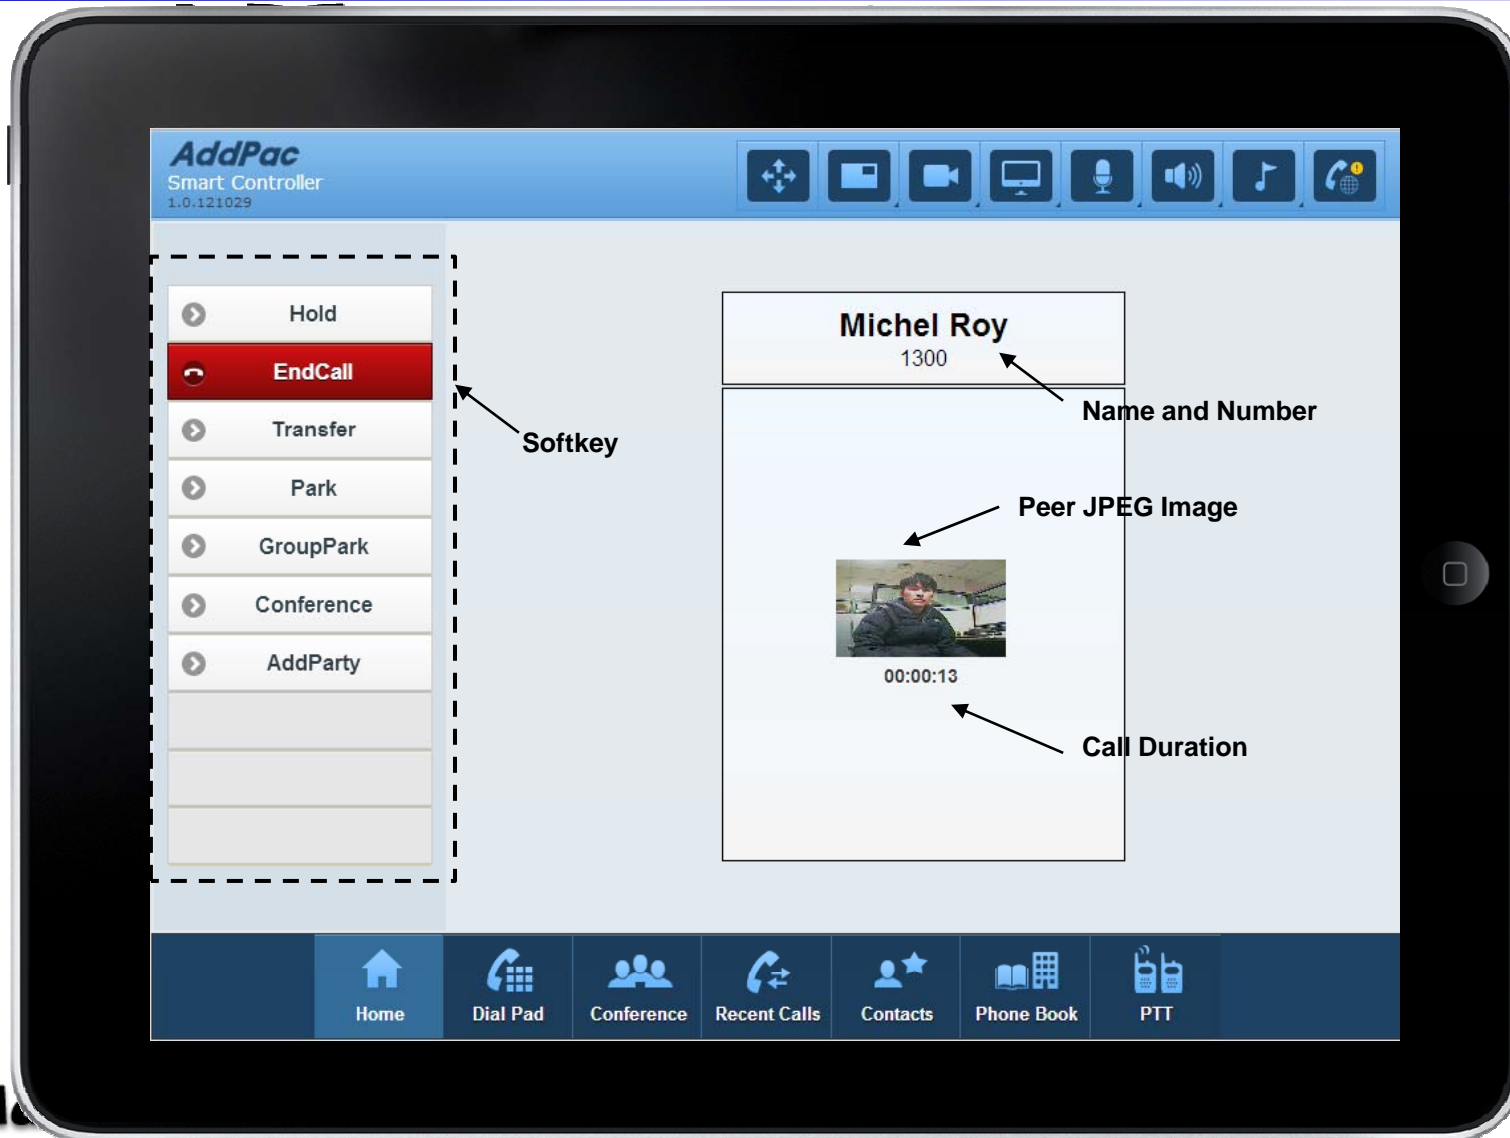 AddPac
Smart Controller
1.0.121029
Hold
EndCall
Transfer
Park
GroupPark
Conference
AddParty
Softkey
Michel Roy
1300
Name and Number
Peer JPEG Image
00:00:13
Call Duration
Home
Dial Pad
Conference
Recent Calls
Contacts
Phone Book
PTT